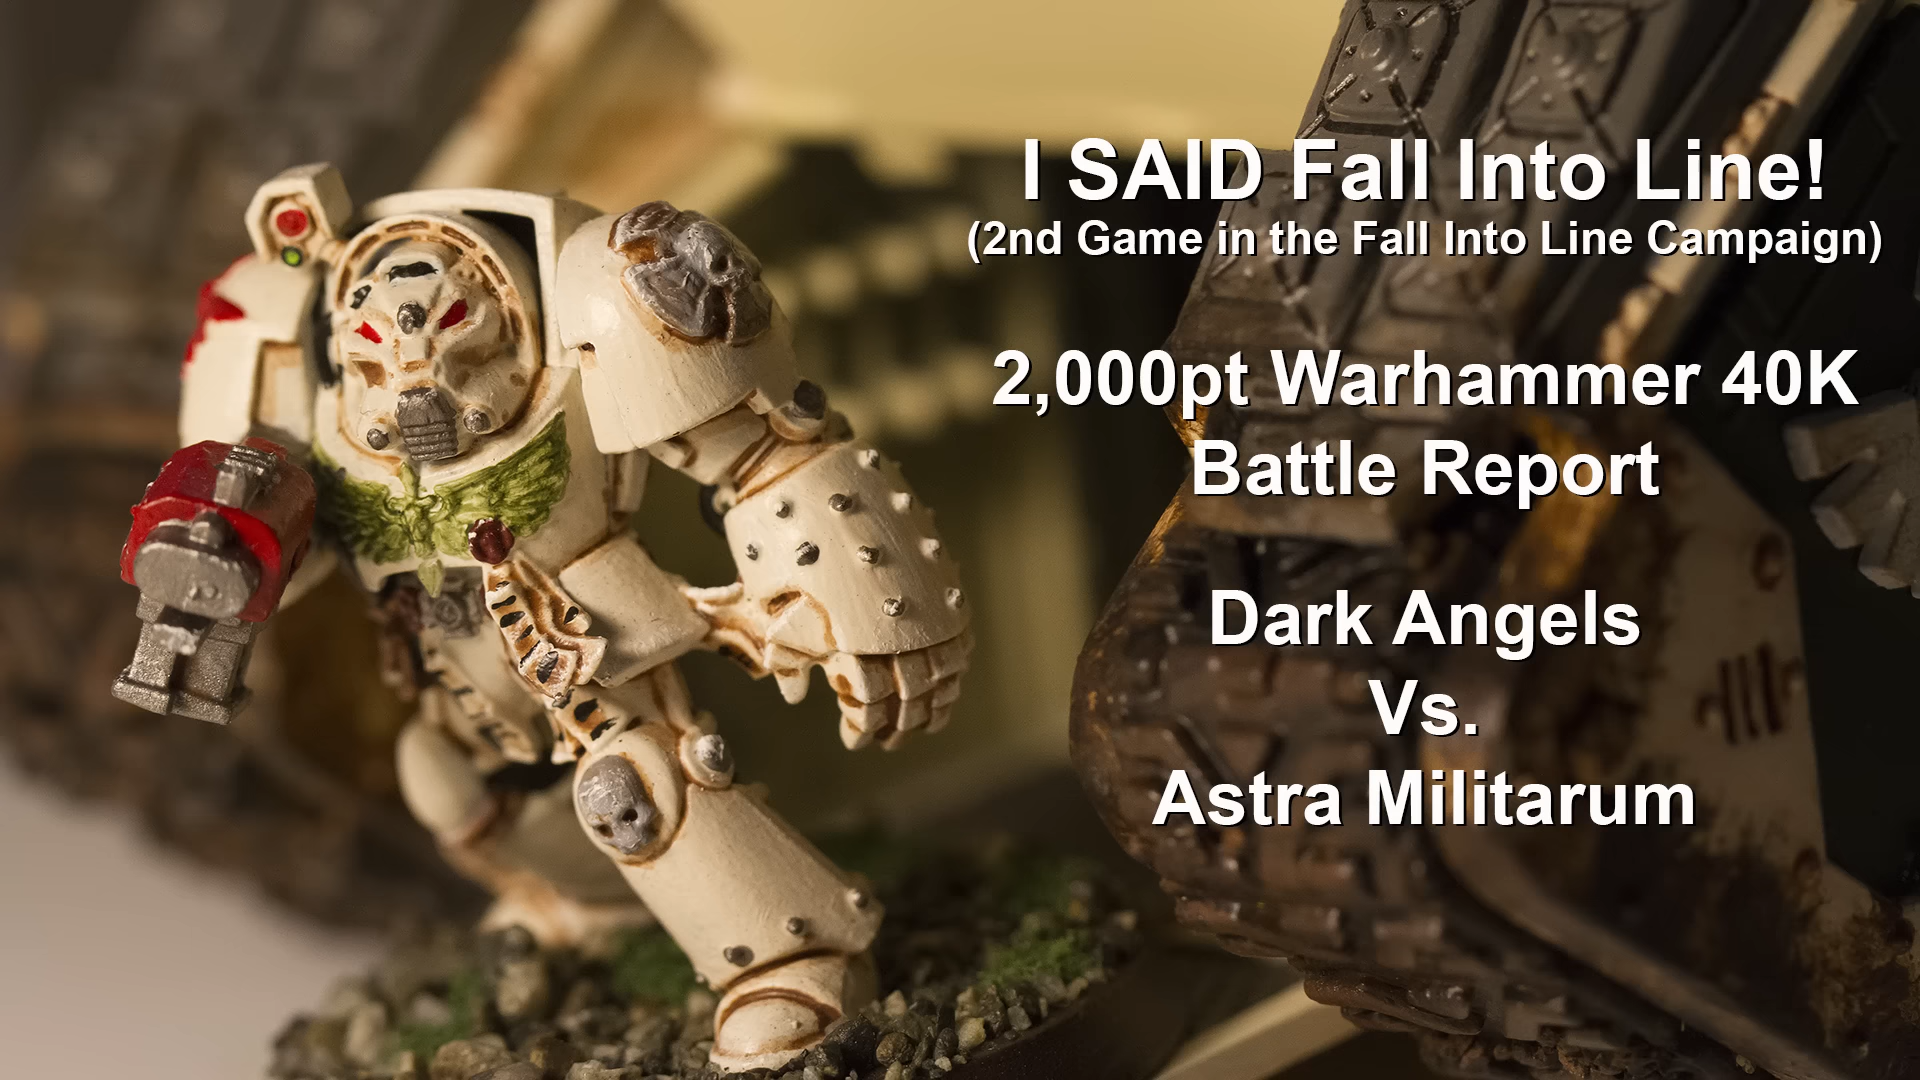 I SAID Fall Into Line!
(2nd Game in the Fall Into Line Campaign)
2,000pt Warhammer 40K
Battle Report
Dark Angels
Vs.
Astra Militarum